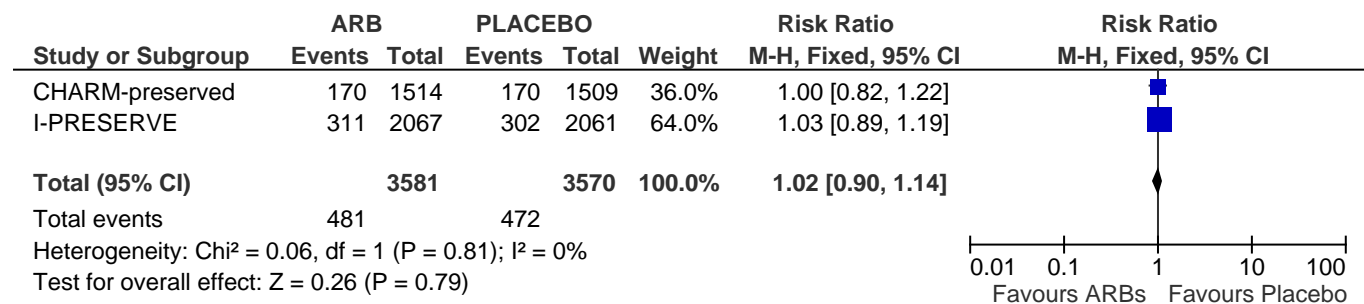 ARB PLACEBO Risk Ratio Risk Ratio
Study or Subgroup Events Total Events Total Weight M-H, Fixed, 95% CI M-H, Fixed, 95% CI
CHARM-preserved 170 1514 170 1509 36.0% 1.00 [0.82, 1.22]
I-PRESERVE 311 2067 302 2061 64.0% 1.03 [0.89, 1.19]
Total (95% CI) 3581 3570 100.0% 1.02 [0.90, 1.14]
Total events 481 472
Heterogeneity: Chi² = 0.06, df = 1 (P = 0.81); I² = 0%
Test for overall effect: Z = 0.26 (P = 0.79)
0.01 0.1 1 10 100
Favours ARBs Favours Placebo